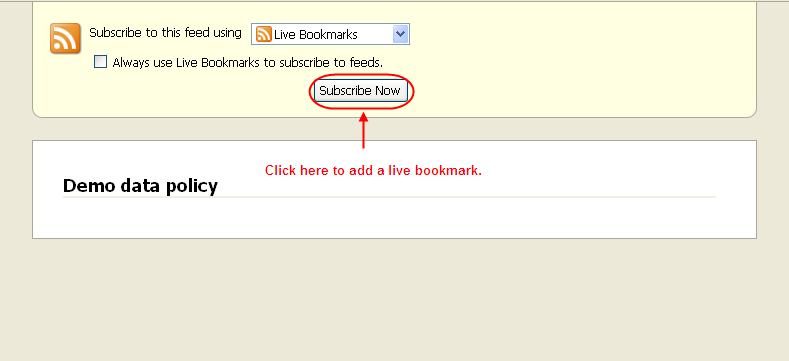 Subscribe to this feed using Live Bookmarks
Always use Live Bookmarks to subscribe to feeds.
Subscribe Now
Click here to add a live bookmark.
Demo data policy